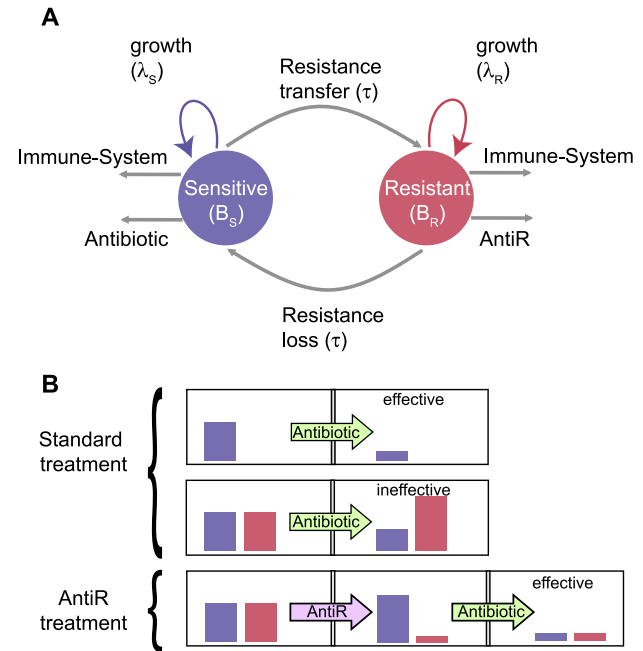 A
growth
(λS)
Resistance
transfer (τ)
growth
(λR)
Immune-System
Antibiotic
Sensitive
(BS)
Resistant
(BR)
Immune-System
AntiR
Resistance
loss (τ)
B
Standard
treatment
Antibiotic
effective
Antibiotic
ineffective
AntiR
treatment
AntiR
Antibiotic
effective